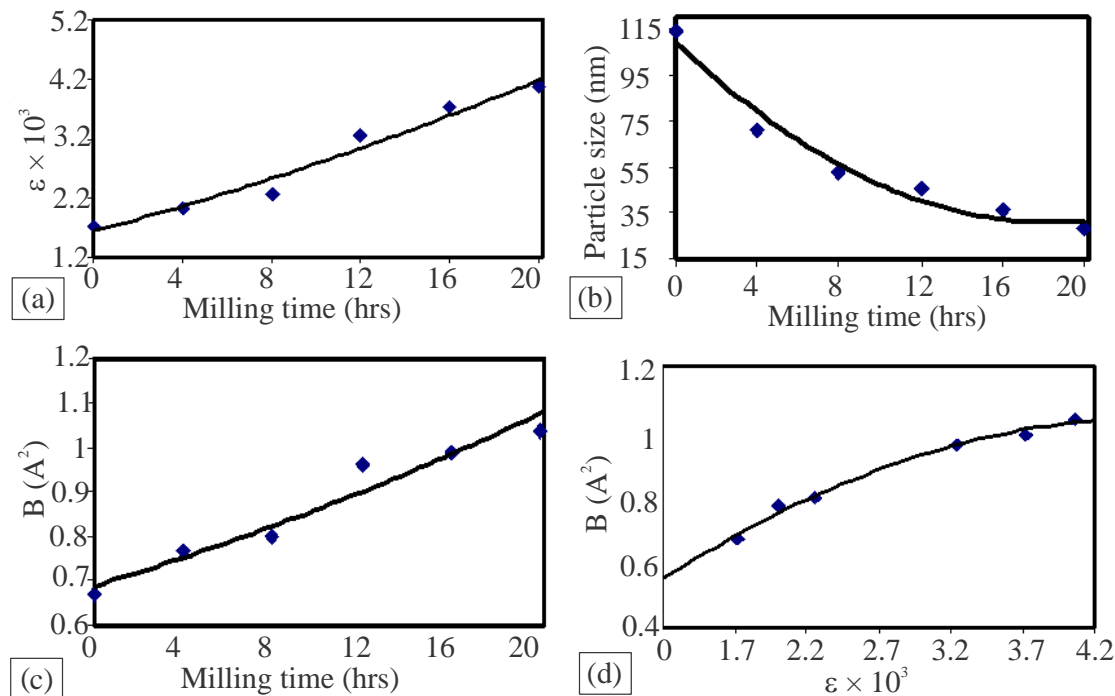 5.2
4.2
3.2
2.2
1.2
ε × 10³
0 4 8 12 16 20
Milling time (hrs)
(a)
115
95
75
55
35
15
Particle size (nm)
0 4 8 12 16 20
Milling time (hrs)
(b)
1.2
1.1
1
0.9
0.8
0.7
0.6
B (A²)
0 4 8 12 16 20
Milling time (hrs)
(c)
1.2
1
0.8
0.6
0.4
B (A²)
0 1.7 2.2 2.7 3.2 3.7 4.2
ε × 10³
(d)